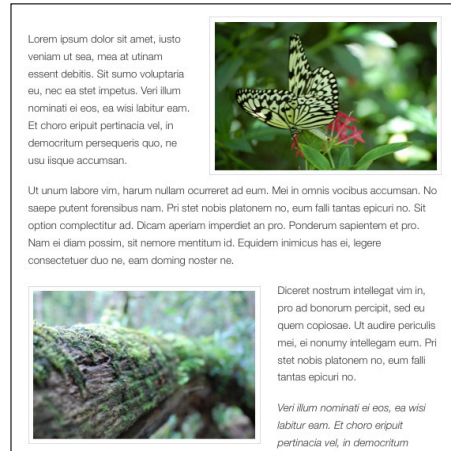 Lorem ipsum dolor sit amet, iusto
veniam ut sea, mea at utinam
essent debitis. Sit sumo voluptaria
eu, nec ea stet impetus. Veri illum
nominati ei eos, ea wisi labitur eam.
Et choro eripuit pertinacia vel, in
democritum persequeris quo, ne
usu iisque accumsan.
Ut unum labore vim, harum nullam ocurreret ad eum. Mei in omnis vocibus accumsan. No
saepe putent forensibus nam. Pri stet nobis platonem no, eum falli tantas epicuri no. Sit
option complectitur ad. Dicam aperiam imperdiet an pro. Ponderum sapientem et pro.
Nam ei diam possim, sit nemore mentitum id. Equidem inimicus has ei, legere
consectetuer duo ne, eam doming noster ne.
Diceret nostrum intellegat vim in,
pro ad bonorum percipit, sed eu
quem copiosae. Ut audire periculis
mei, ei nonumy intellegam eum. Pri
stet nobis platonem no, eum falli
tantas epicuri no.
Veri illum nominati ei eos, ea wisi
labitur eam. Et choro eripuit
pertinacia vel, in democritum